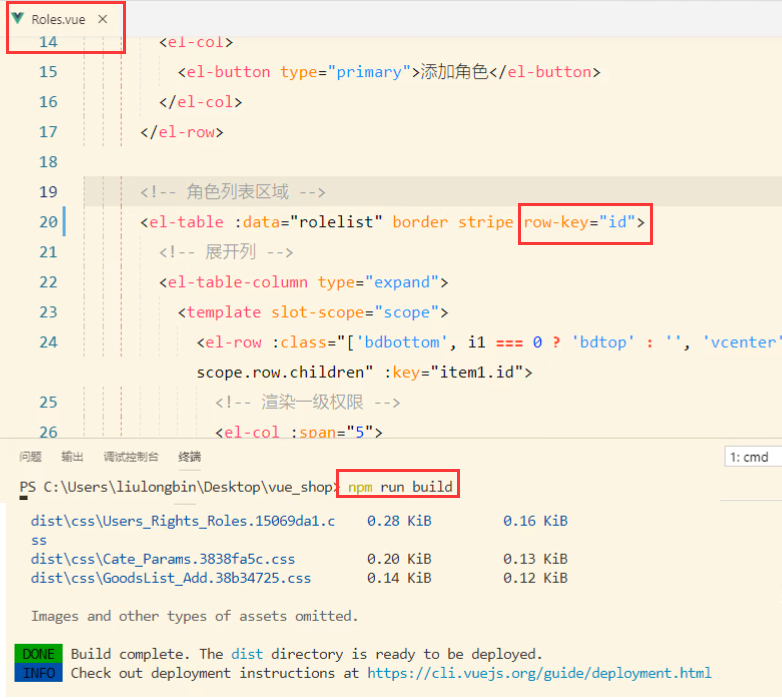 Roles.vue ×
14 <el-col>
15 <el-button type="primary">添加角色</el-button>
16 </el-col>
17 </el-row>
18
19 <!-- 角色列表区域 -->
20 <el-table :data="rolelist" border stripe row-key="id">
21 <!-- 展开列 -->
22 <el-table-column type="expand">
23 <template slot-scope="scope">
24 <el-row :class="['bdbottom', i1 === 0 ? 'bdtop' : '', 'vcenter'
scope.row.children" :key="item1.id">
25 <!-- 渲染一级权限 -->
26 <el-col :span="5">
问题 输出 调试控制台 终端 1: cmd
PS C:\Users\liulongbin\Desktop\vue_shop> npm run build
dist\css\Users_Rights_Roles.15069da1.c 0.28 KiB 0.16 KiB
ss
dist\css\Cate_Params.3838fa5c.css 0.20 KiB 0.13 KiB
dist\css\GoodsList_Add.38b34725.css 0.14 KiB 0.12 KiB
Images and other types of assets omitted.
DONE Build complete. The dist directory is ready to be deployed.
INFO Check out deployment instructions at https://cli.vuejs.org/guide/deployment.html